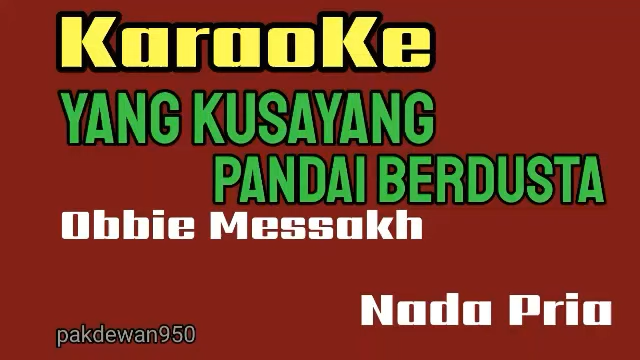 KaraoKe
YANG KUSAYANG
PANDAI BERDUSTA
Obbie Messakh
Nada Pria
pakdewan950